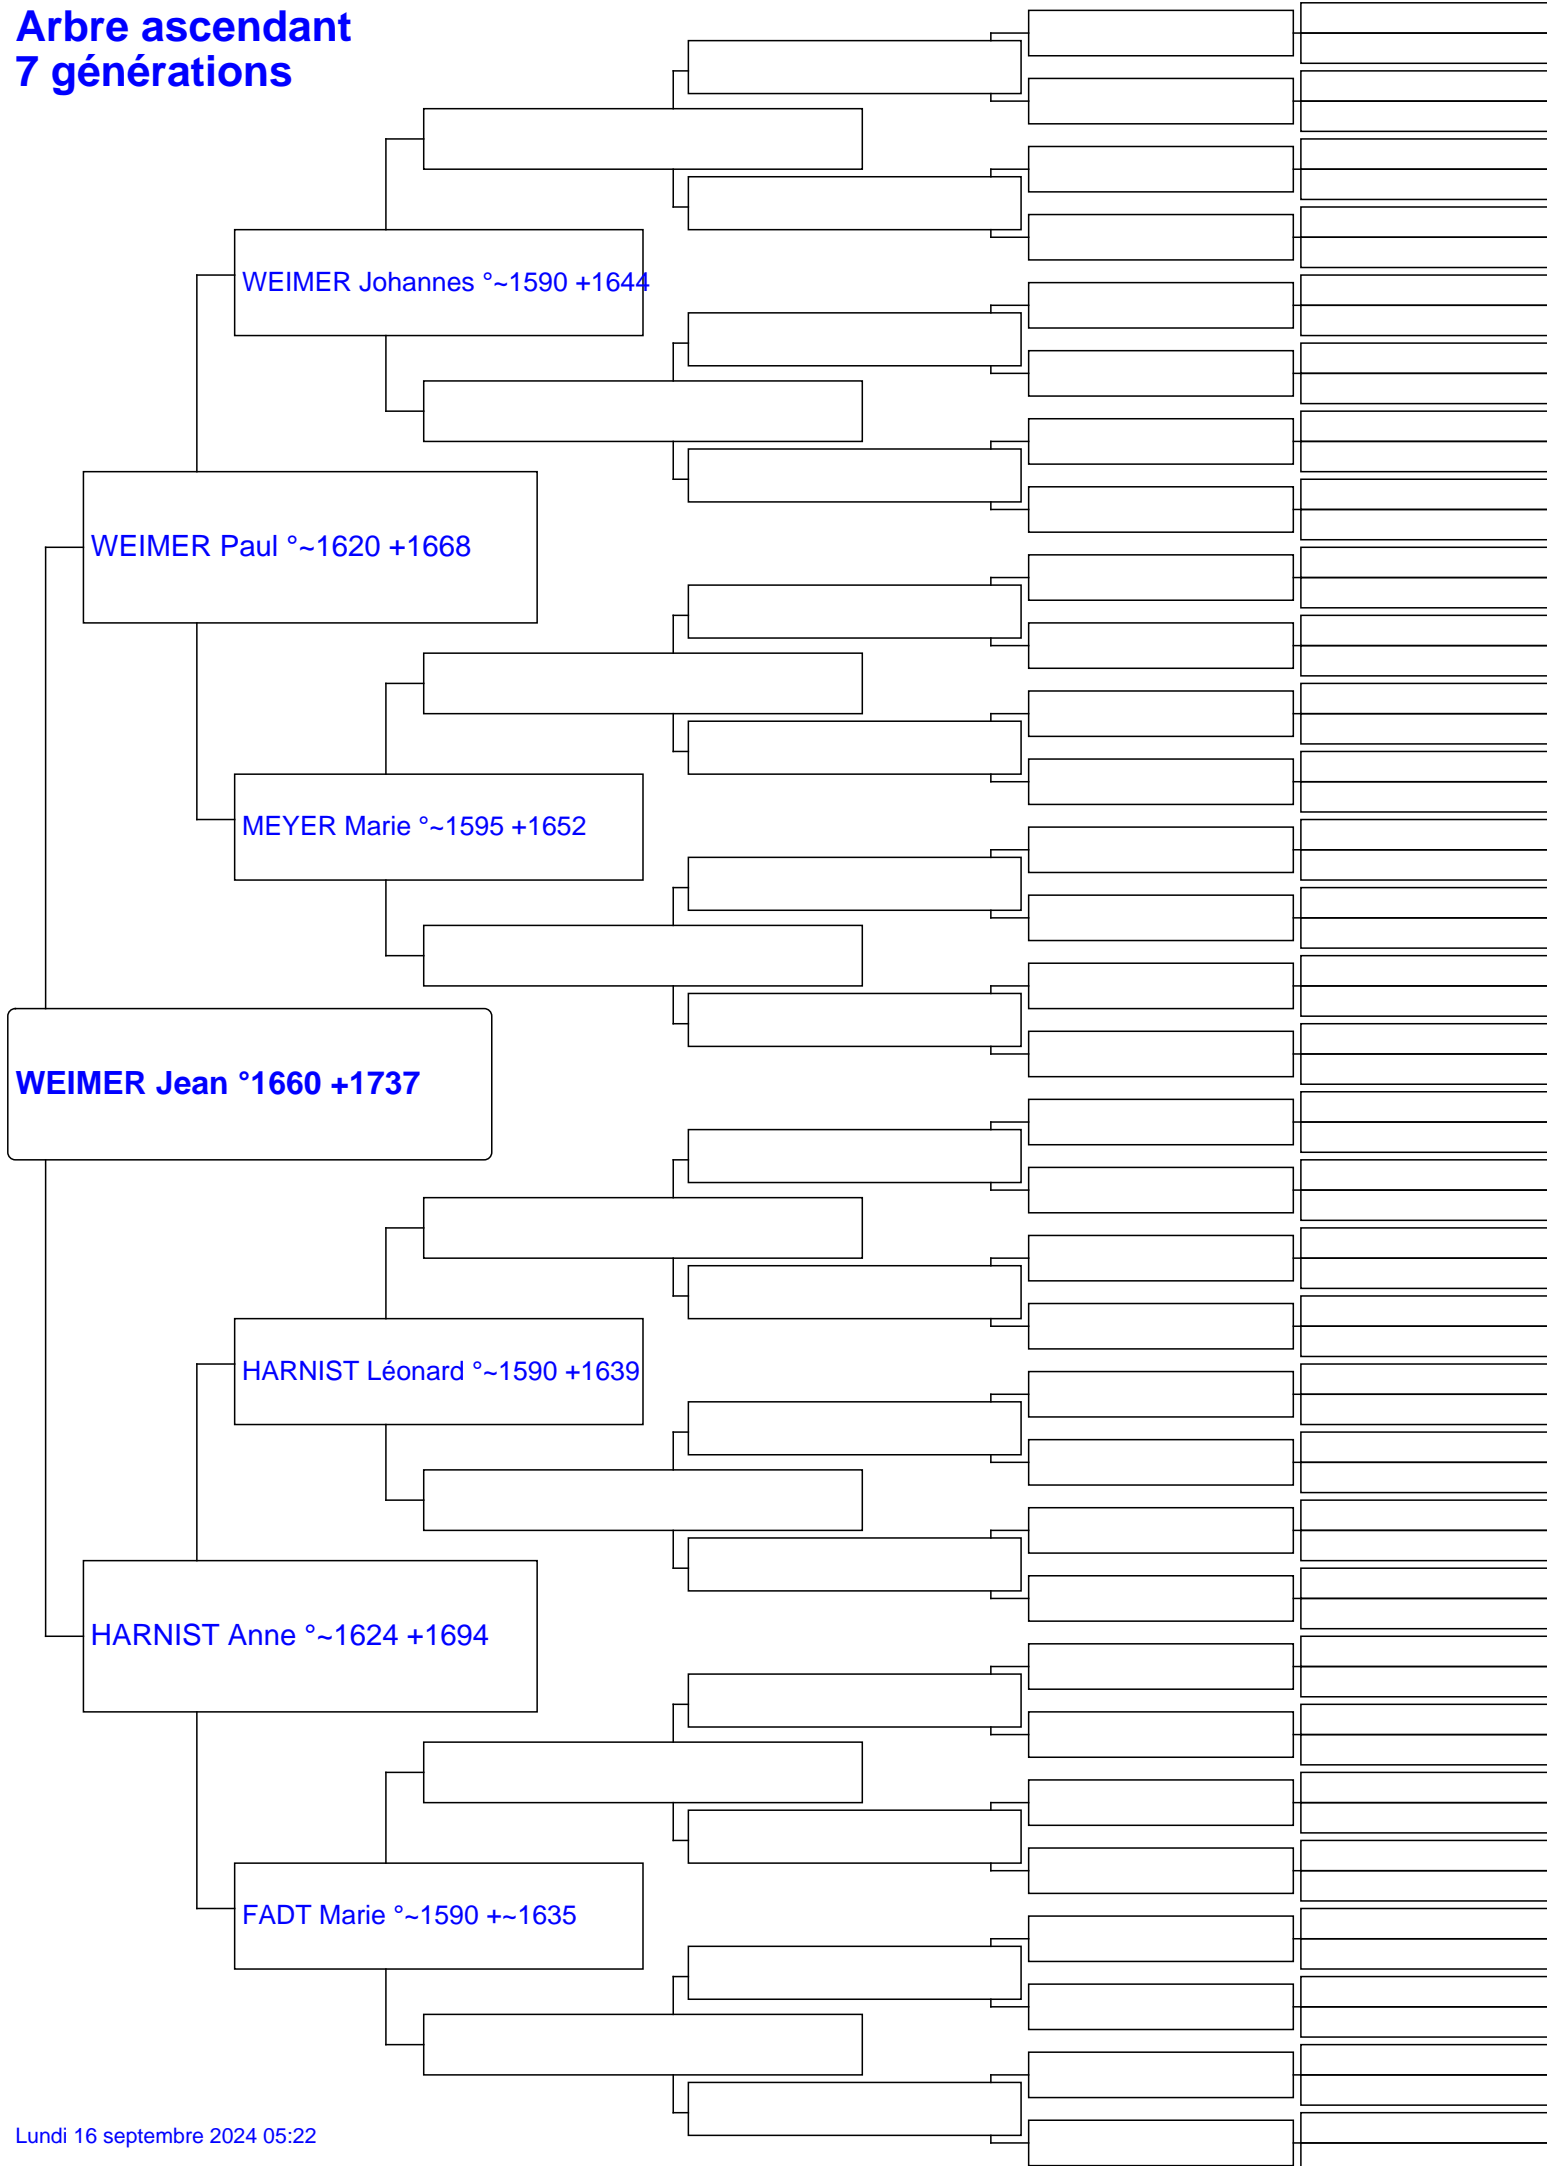 Arbre ascendant
7 générations
WEIMER Johannes °~1590 +1644
WEIMER Paul °~1620 +1668
MEYER Marie °~1595 +1652
WEIMER Jean °1660 +1737
HARNIST Léonard °~1590 +1639
HARNIST Anne °~1624 +1694
FADT Marie °~1590 +~1635
Lundi 16 septembre 2024 05:22